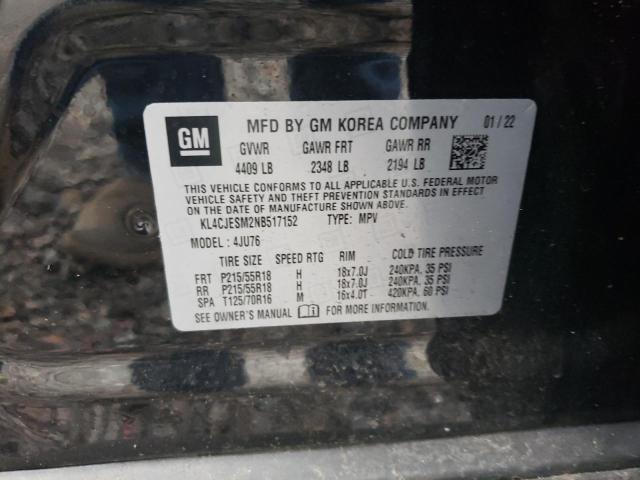 GM MFD BY GM KOREA COMPANY 01/22
GVWR GAWR FRT GAWR RR
4409 LB 2348 LB 2194 LB
THIS VEHICLE CONFORMS TO ALL APPLICABLE U.S. FEDERAL MOTOR
VEHICLE SAFETY AND THEFT PREVENTION STANDARDS IN EFFECT
ON THE DATE OF MANUFACTURE SHOWN ABOVE.
KL4CJESM2NB517152 TYPE: MPV
MODEL: 4JU76
TIRE SIZE SPEED RTG RIM COLD TIRE PRESSURE
FRT P215/55R18 H 18x7.0J 240KPA, 35 PSI
RR P215/55R18 H 18x7.0J 240KPA, 35 PSI
SPA T125/70R16 M 16x4.0T 420KPA, 60 PSI
SEE OWNER'S MANUAL FOR MORE INFORMATION.